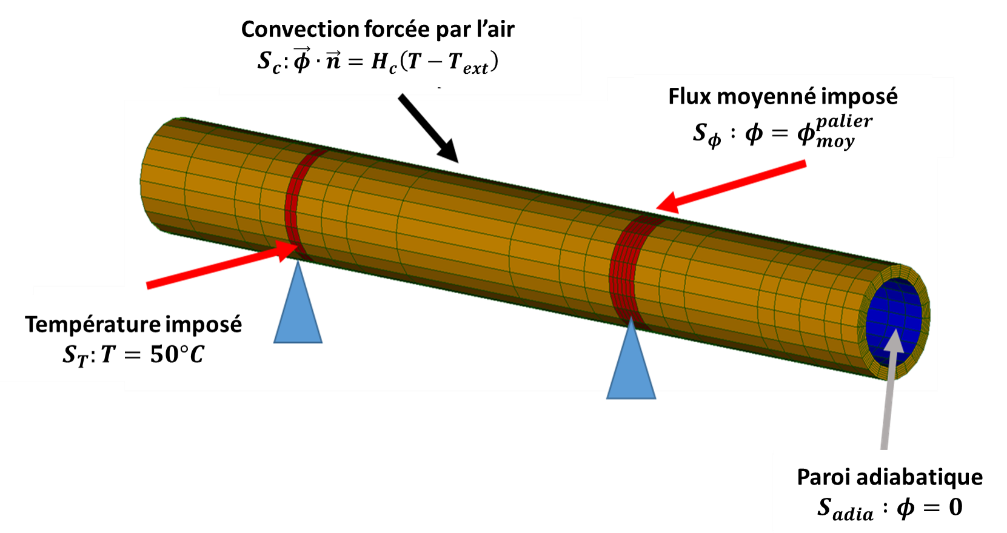 Convection forcée par l'air
S_c: ϕ⃗ · n⃗ = H_c(T − T_ext)
Flux moyenné imposé
S_ϕ : ϕ = ϕ_moy^palier
Température imposé
S_T: T = 50°C
Paroi adiabatique
S_adia : ϕ = 0